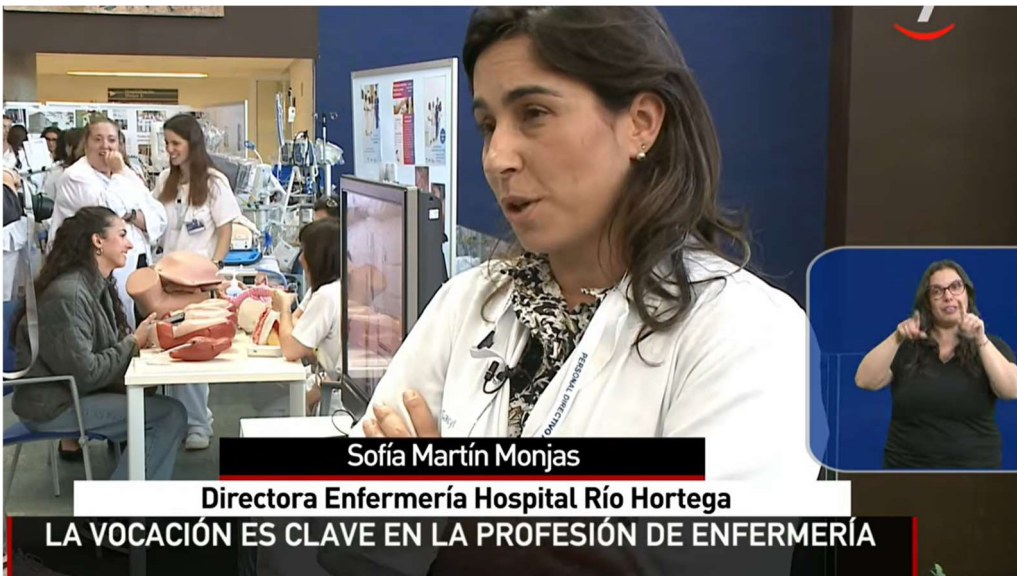 PERSONAL DIRECTIVO
Sacyl
Sofía Martín Monjas
Directora Enfermería Hospital Río Hortega
LA VOCACIÓN ES CLAVE EN LA PROFESIÓN DE ENFERMERÍA